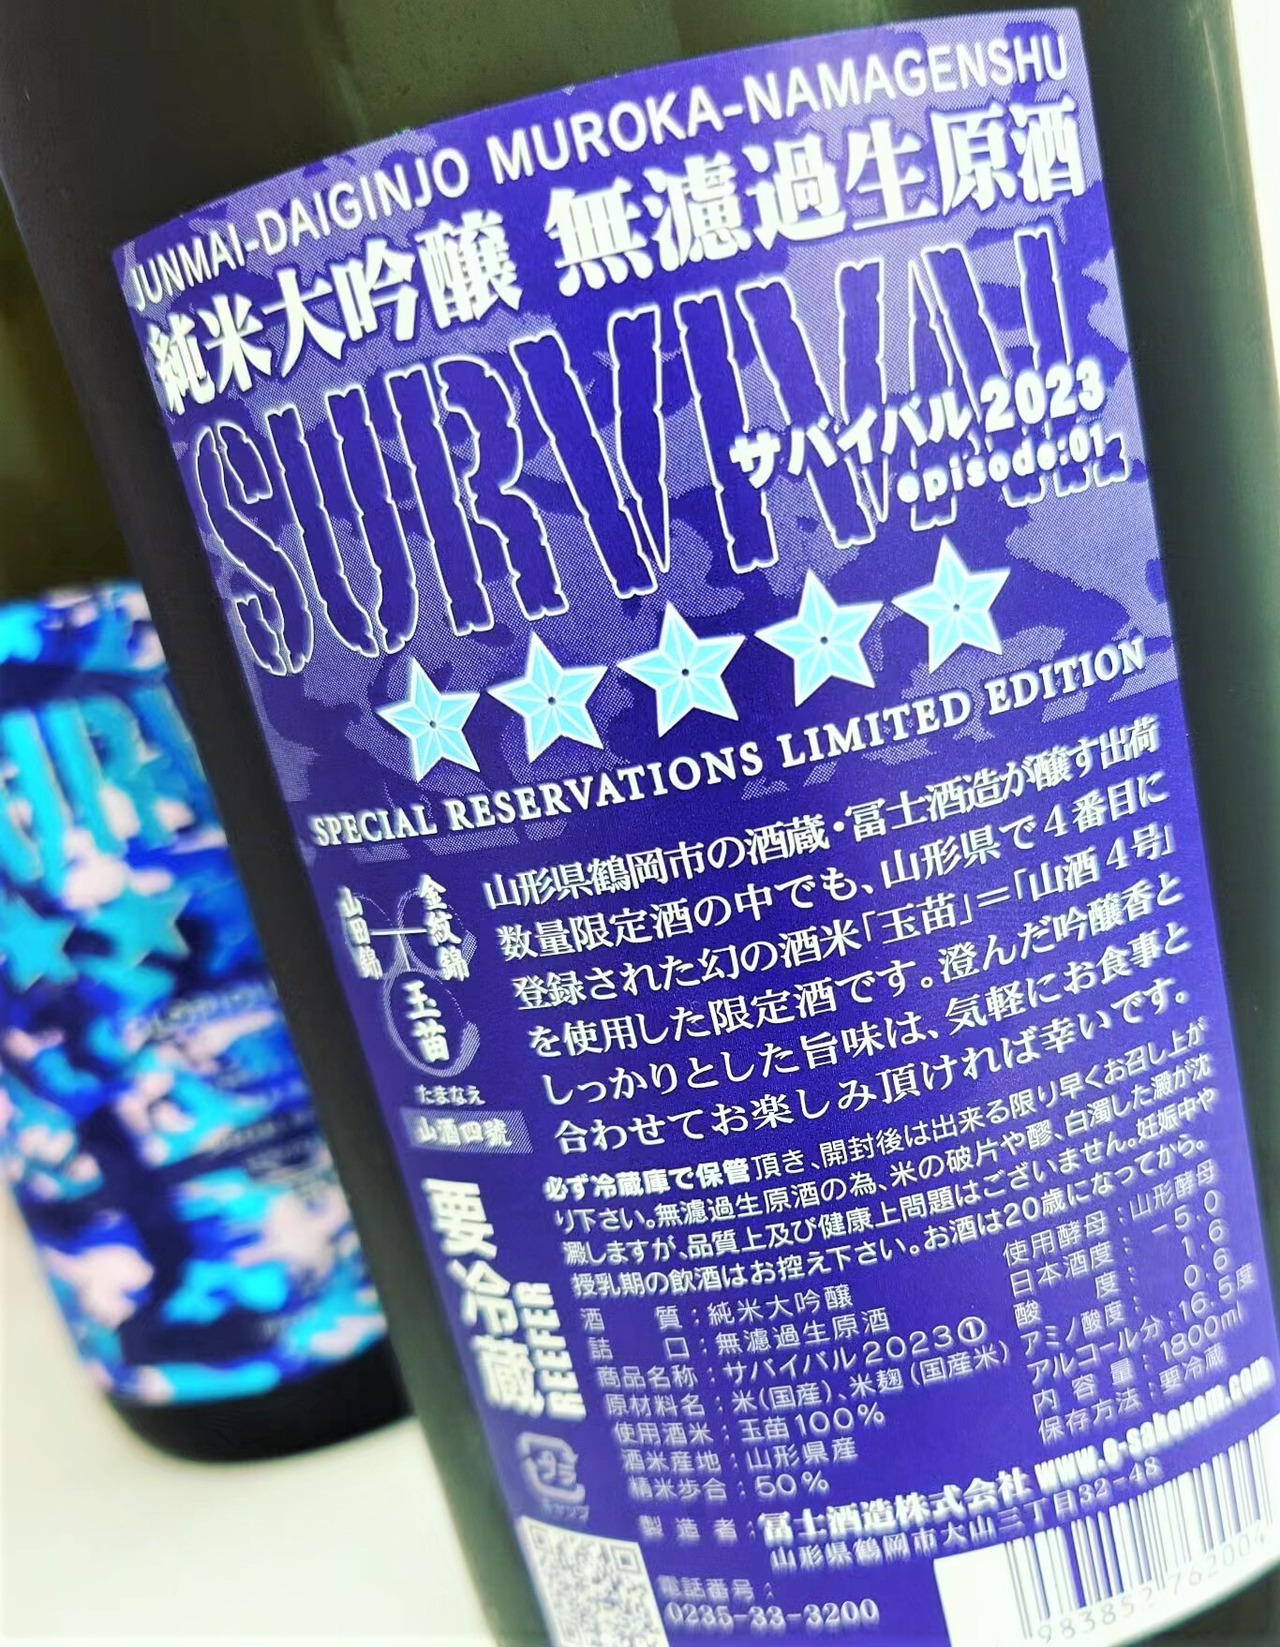 JUNMAI-DAIGINJO MUROKA-NAMAGENSHU
純米大吟醸 無濾過生原酒
SURVIVAL
サバイバル2023
episode:01
SPECIAL RESERVATIONS LIMITED EDITION
山田錦 金紋錦
玉苗
たまなえ
山酒四號
山形県鶴岡市の酒蔵・冨士酒造が醸す出荷
数量限定酒の中でも、山形県で4番目に
登録された幻の酒米「玉苗」=「山酒4号」
を使用した限定酒です。澄んだ吟醸香と
しっかりとした旨味は、気軽にお食事と
合わせてお楽しみ頂ければ幸いです。
必ず冷蔵庫で保管頂き、開封後は出来る限り早くお召し上が
り下さい。無濾過生原酒の為、米の破片や醪、白濁した澱が沈
澱しますが、品質上及び健康上問題はございません。妊娠中や
授乳期の飲酒はお控え下さい。お酒は20歳になってから。
要冷蔵
REEFER
酒質:純米大吟醸
詰口:無濾過生原酒
商品名称:サバイバル2023①
原材料名:米(国産)、米麹(国産米)
使用酒米:玉苗100%
酒米産地:山形県産
精米歩合:50%
使用酵母:山形酵母
日本酒度:-5.0
酸度:1.6
アミノ酸度:0.6
アルコール分:16.5度
内容量:1800ml
保存方法:要冷蔵
製造者:冨士酒造株式会社 www.e-sakenom.com
山形県鶴岡市大山三丁目32-48
電話番号:
0235-33-3200
キャップ
983852762004